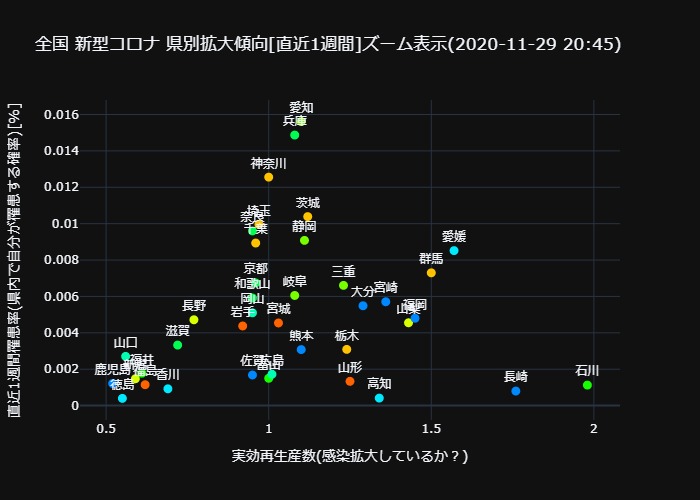 全国 新型コロナ 県別拡大傾向[直近1週間]ズーム表示(2020-11-29 20:45)
直近1週間罹患率(県内で自分が罹患する確率)[%]
0.016
0.014
0.012
0.01
0.008
0.006
0.004
0.002
0
愛知
兵庫
神奈川
茨城
埼玉
奈良
千葉
静岡
愛媛
群馬
京都
三重
和歌山
岐阜
大分
宮崎
岡山
長野
岩手
宮城
山梨
福岡
滋賀
熊本
栃木
山口
福井
佐賀
広島
富山
鹿児島
福島
徳島
香川
山形
高知
長崎
石川
0.5
1
1.5
2
実効再生産数(感染拡大しているか？)